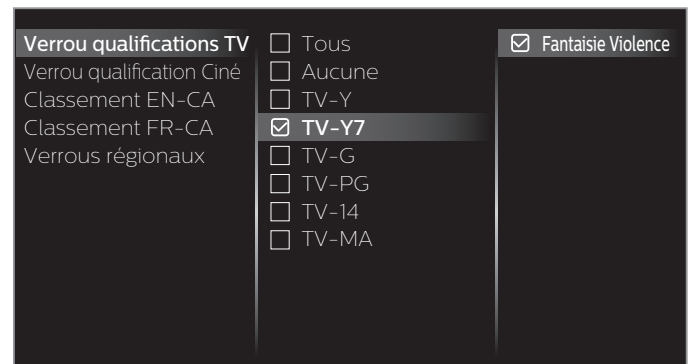 Verrou qualifications TV
Verrou qualification Ciné
Classement EN-CA
Classement FR-CA
Verrous régionaux
Tous
Aucune
TV-Y
TV-Y7
TV-G
TV-PG
TV-14
TV-MA
Fantaisie Violence